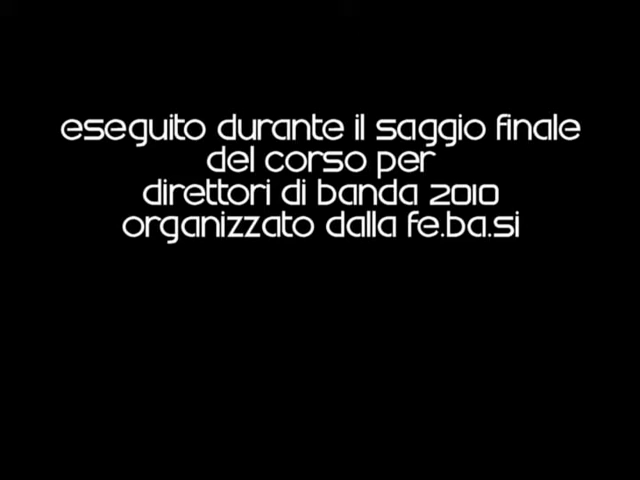 eseguito durante il saggio finale
del corso per
direttori di banda 2010
organizzato dalla fe.ba.si